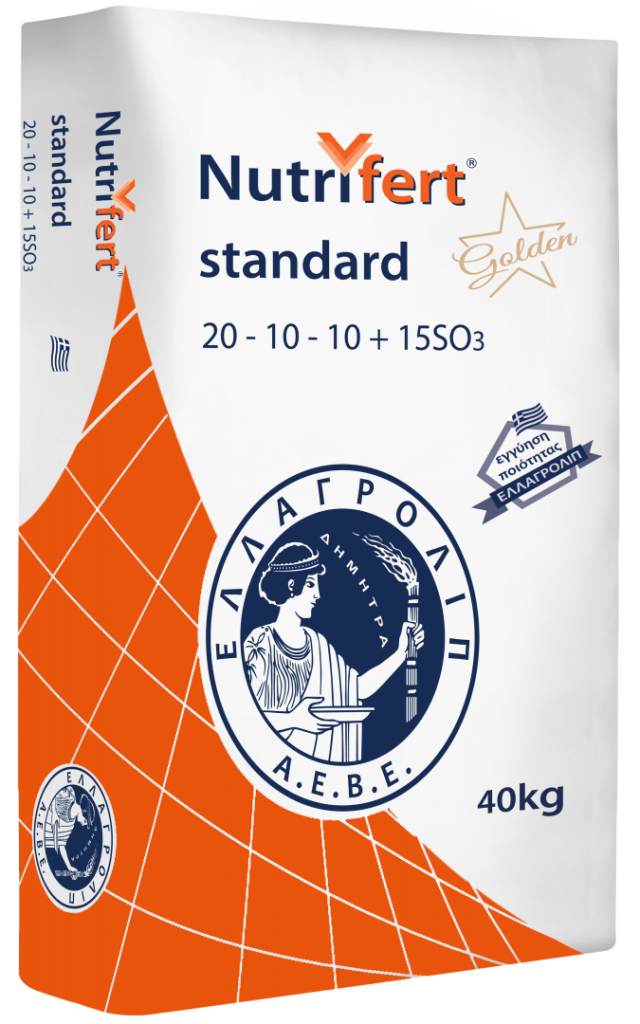 Nutrifert®
standard
20 - 10 - 10 + 15SO3
Golden
εγγύηση
ποιότητας
ΕΛΛΑΓΡΟΛΙΠ
ΕΛΛΑΓΡΟΛΙΠ
ΔΗΜΗΤΡΑ
Α.Ε.Β.Ε.
40kg
Nutrifert®
standard
20 - 10 - 10 + 15SO3
ΕΛΛΑΓΡΟΛΙΠ
ΔΗΜΗΤΡΑ
Α.Ε.Β.Ε.